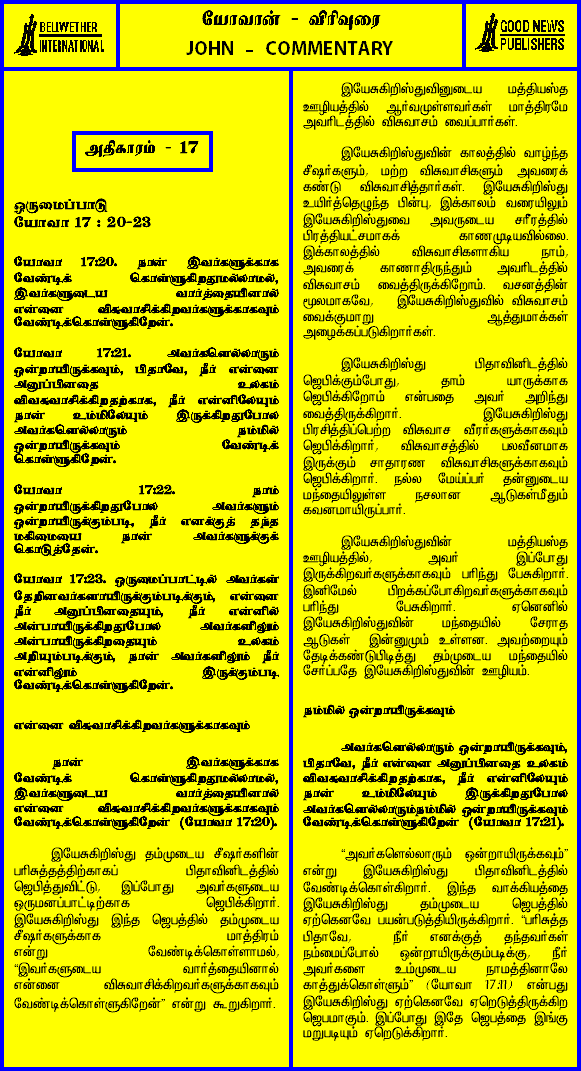 BELLWETHER
INTERNATIONAL
யோவான் - விரிவுரை
JOHN - COMMENTARY
GOOD NEWS
PUBLISHERS
அதிகாரம் - 17
ஒருமைப்பாடு
யோவா 17 : 20-23
யோவா 17:20. நான் இவர்களுக்காக
வேண்டிக் கொள்ளுகிறதுமல்லாமல்,
இவர்களுடைய வார்த்தையினால்
என்னை விசுவாசிக்கிறவர்களுக்காகவும்
வேண்டிக்கொள்ளுகிறேன்.
யோவா 17:21. அவர்களெல்லாரும்
ஒன்றாயிருக்கவும், பிதாவே, நீர் என்னை
அனுப்பினதை உலகம்
விசுவாசிக்கிறதற்காக, நீர் என்னிலேயும்
நான் உம்மிலேயும் இருக்கிறதுபோல
அவர்களெல்லாரும் நம்மில்
ஒன்றாயிருக்கவும் வேண்டிக்
கொள்ளுகிறேன்.
யோவா 17:22. நாம்
ஒன்றாயிருக்கிறதுபோல அவர்களும்
ஒன்றாயிருக்கும்படி, நீர் எனக்குத் தந்த
மகிமையை நான் அவர்களுக்குக்
கொடுத்தேன்.
யோவா 17:23. ஒருமைப்பாட்டில் அவர்கள்
தேறினவர்களாயிருக்கும்படிக்கும், என்னை
நீர் அனுப்பினதையும், நீர் என்னில்
அன்பாயிருக்கிறதுபோல அவர்களிலும்
அன்பாயிருக்கிறதையும் உலகம்
அறியும்படிக்கும், நான் அவர்களிலும் நீர்
என்னிலும் இருக்கும்படி
வேண்டிக்கொள்ளுகிறேன்.
என்னை விசுவாசிக்கிறவர்களுக்காகவும்
நான் இவர்களுக்காக
வேண்டிக் கொள்ளுகிறதுமல்லாமல்,
இவர்களுடைய வார்த்தையினால்
என்னை விசுவாசிக்கிறவர்களுக்காகவும்
வேண்டிக்கொள்ளுகிறேன் (யோவா 17:20).
இயேசுகிறிஸ்து தம்முடைய சீஷர்களின்
பரிசுத்தத்திற்காகப் பிதாவினிடத்தில்
ஜெபித்துவிட்டு, இப்போது அவர்களுடைய
ஒருமனப்பாட்டிற்காக ஜெபிக்கிறார்.
இயேசுகிறிஸ்து இந்த ஜெபத்தில் தம்முடைய
சீஷர்களுக்காக மாத்திரம்
என்று வேண்டிக்கொள்ளாமல்,
“இவர்களுடைய வார்த்தையினால்
என்னை விசுவாசிக்கிறவர்களுக்காகவும்
வேண்டிக்கொள்ளுகிறேன்” என்று கூறுகிறார்.
இயேசுகிறிஸ்துவினுடைய மத்தியஸ்த
ஊழியத்தில் ஆர்வமுள்ளவர்கள் மாத்திரமே
அவரிடத்தில் விசுவாசம் வைப்பார்கள்.
இயேசுகிறிஸ்துவின் காலத்தில் வாழ்ந்த
சீஷர்களும், மற்ற விசுவாசிகளும் அவரைக்
கண்டு விசுவாசித்தார்கள். இயேசுகிறிஸ்து
உயிர்த்தெழுந்த பின்பு, இக்காலம் வரையிலும்
இயேசுகிறிஸ்துவை அவருடைய சரீரத்தில்
பிரத்தியட்சமாகக் காணமுடியவில்லை.
இக்காலத்தில் விசுவாசிகளாகிய நாம்,
அவரைக் காணாதிருந்தும் அவரிடத்தில்
விசுவாசம் வைத்திருக்கிறோம். வசனத்தின்
மூலமாகவே, இயேசுகிறிஸ்துவில் விசுவாசம்
வைக்குமாறு ஆத்துமாக்கள்
அழைக்கப்படுகிறார்கள்.
இயேசுகிறிஸ்து பிதாவினிடத்தில்
ஜெபிக்கும்போது, தாம் யாருக்காக
ஜெபிக்கிறோம் என்பதை அவர் அறிந்து
வைத்திருக்கிறார். இயேசுகிறிஸ்து
பிரசித்திப்பெற்ற விசுவாச வீரர்களுக்காகவும்
ஜெபிக்கிறார், விசுவாசத்தில் பலவீனமாக
இருக்கும் சாதாரண விசுவாசிகளுக்காகவும்
ஜெபிக்கிறார். நல்ல மேய்ப்பர் தன்னுடைய
மந்தையிலுள்ள நசலான ஆடுகள்மீதும்
கவனமாயிருப்பார்.
இயேசுகிறிஸ்துவின் மத்தியஸ்த
ஊழியத்தில், அவர் இப்போது
இருக்கிறவர்களுக்காகவும் பரிந்து பேசுகிறார்.
இனிமேல் பிறக்கப்போகிறவர்களுக்காகவும்
பரிந்து பேசுகிறார். ஏனெனில்
இயேசுகிறிஸ்துவின் மந்தையில் சேராத
ஆடுகள் இன்னுமும் உள்ளன. அவற்றையும்
தேடிக்கண்டுபிடித்து தம்முடைய மந்தையில்
சேர்ப்பதே இயேசுகிறிஸ்துவின் ஊழியம்.
நம்மில் ஒன்றாயிருக்கவும்
அவர்களெல்லாரும் ஒன்றாயிருக்கவும்,
பிதாவே, நீர் என்னை அனுப்பினதை உலகம்
விசுவாசிக்கிறதற்காக, நீர் என்னிலேயும்
நான் உம்மிலேயும் இருக்கிறதுபோல
அவர்களெல்லாரும்நம்மில் ஒன்றாயிருக்கவும்
வேண்டிக்கொள்ளுகிறேன் (யோவா 17:21).
“அவர்களெல்லாரும் ஒன்றாயிருக்கவும்”
என்று இயேசுகிறிஸ்து பிதாவினிடத்தில்
வேண்டிக்கொள்கிறார். இந்த வாக்கியத்தை
இயேசுகிறிஸ்து தம்முடைய ஜெபத்தில்
ஏற்கெனவே பயன்படுத்தியிருக்கிறார். “பரிசுத்த
பிதாவே, நீர் எனக்குத் தந்தவர்கள்
நம்மைப்போல் ஒன்றாயிருக்கும்படிக்கு, நீர்
அவர்களை உம்முடைய நாமத்தினாலே
காத்துக்கொள்ளும்” (யோவா 17:11) என்பது
இயேசுகிறிஸ்து ஏற்கெனவே ஏறெடுத்திருக்கிற
ஜெபமாகும். இப்போது இதே ஜெபத்தை இங்கு
மறுபடியும் ஏறெடுக்கிறார்.